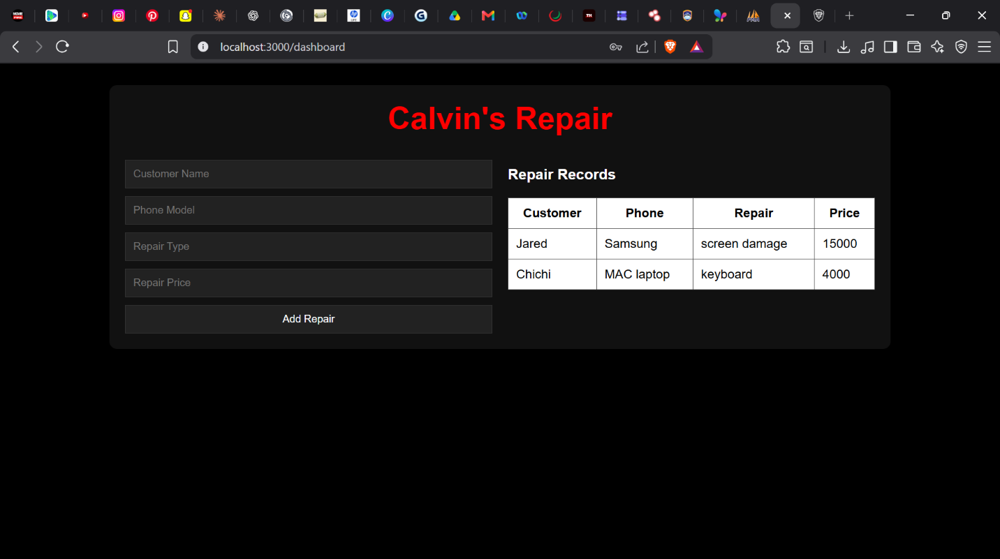 localhost:3000/dashboard
Calvin's Repair
Customer Name
Phone Model
Repair Type
Repair Price
Add Repair
Repair Records
Customer Phone Repair Price
Jared Samsung screen damage 15000
Chichi MAC laptop keyboard 4000